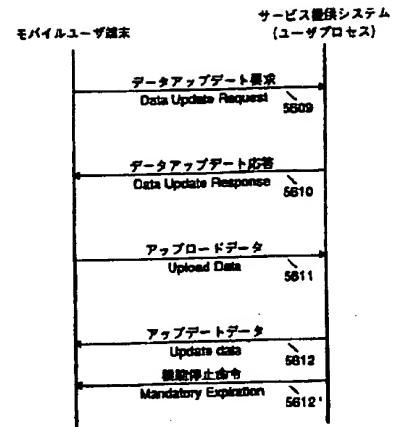 サービス提供システム
モバイルユーザ端末
(ユーザプロセス)
データアップデート要求
Data Update Request
5609
データアップデート応答
Data Update Response
5610
アップロードデータ
Upload Data
5611
アップデートデータ
Update data
5612
機能停止命令
Mandatory Expiration
5612'